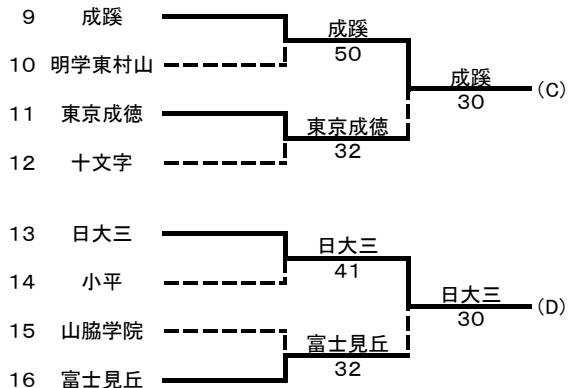 9 成蹊
成蹊
50
10 明学東村山
成蹊
30
(C)
11 東京成徳
東京成徳
32
12 十文字
13 日大三
日大三
41
14 小平
日大三
30
(D)
15 山脇学院
富士見丘
32
16 富士見丘